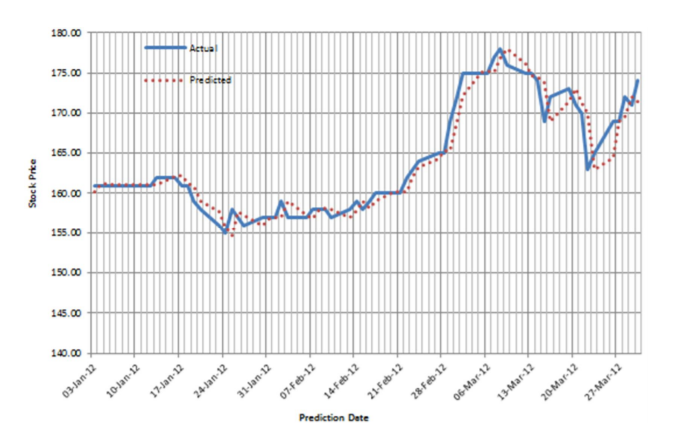 180.00
Actual
175.00
Predicted
170.00
165.00
Stock Price
160.00
155.00
150.00
145.00
140.00
03-Jan-12
10-Jan-12
17-Jan-12
24-Jan-12
31-Jan-12
07-Feb-12
14-Feb-12
21-Feb-12
28-Feb-12
06-Mar-12
13-Mar-12
20-Mar-12
27-Mar-12
Prediction Date